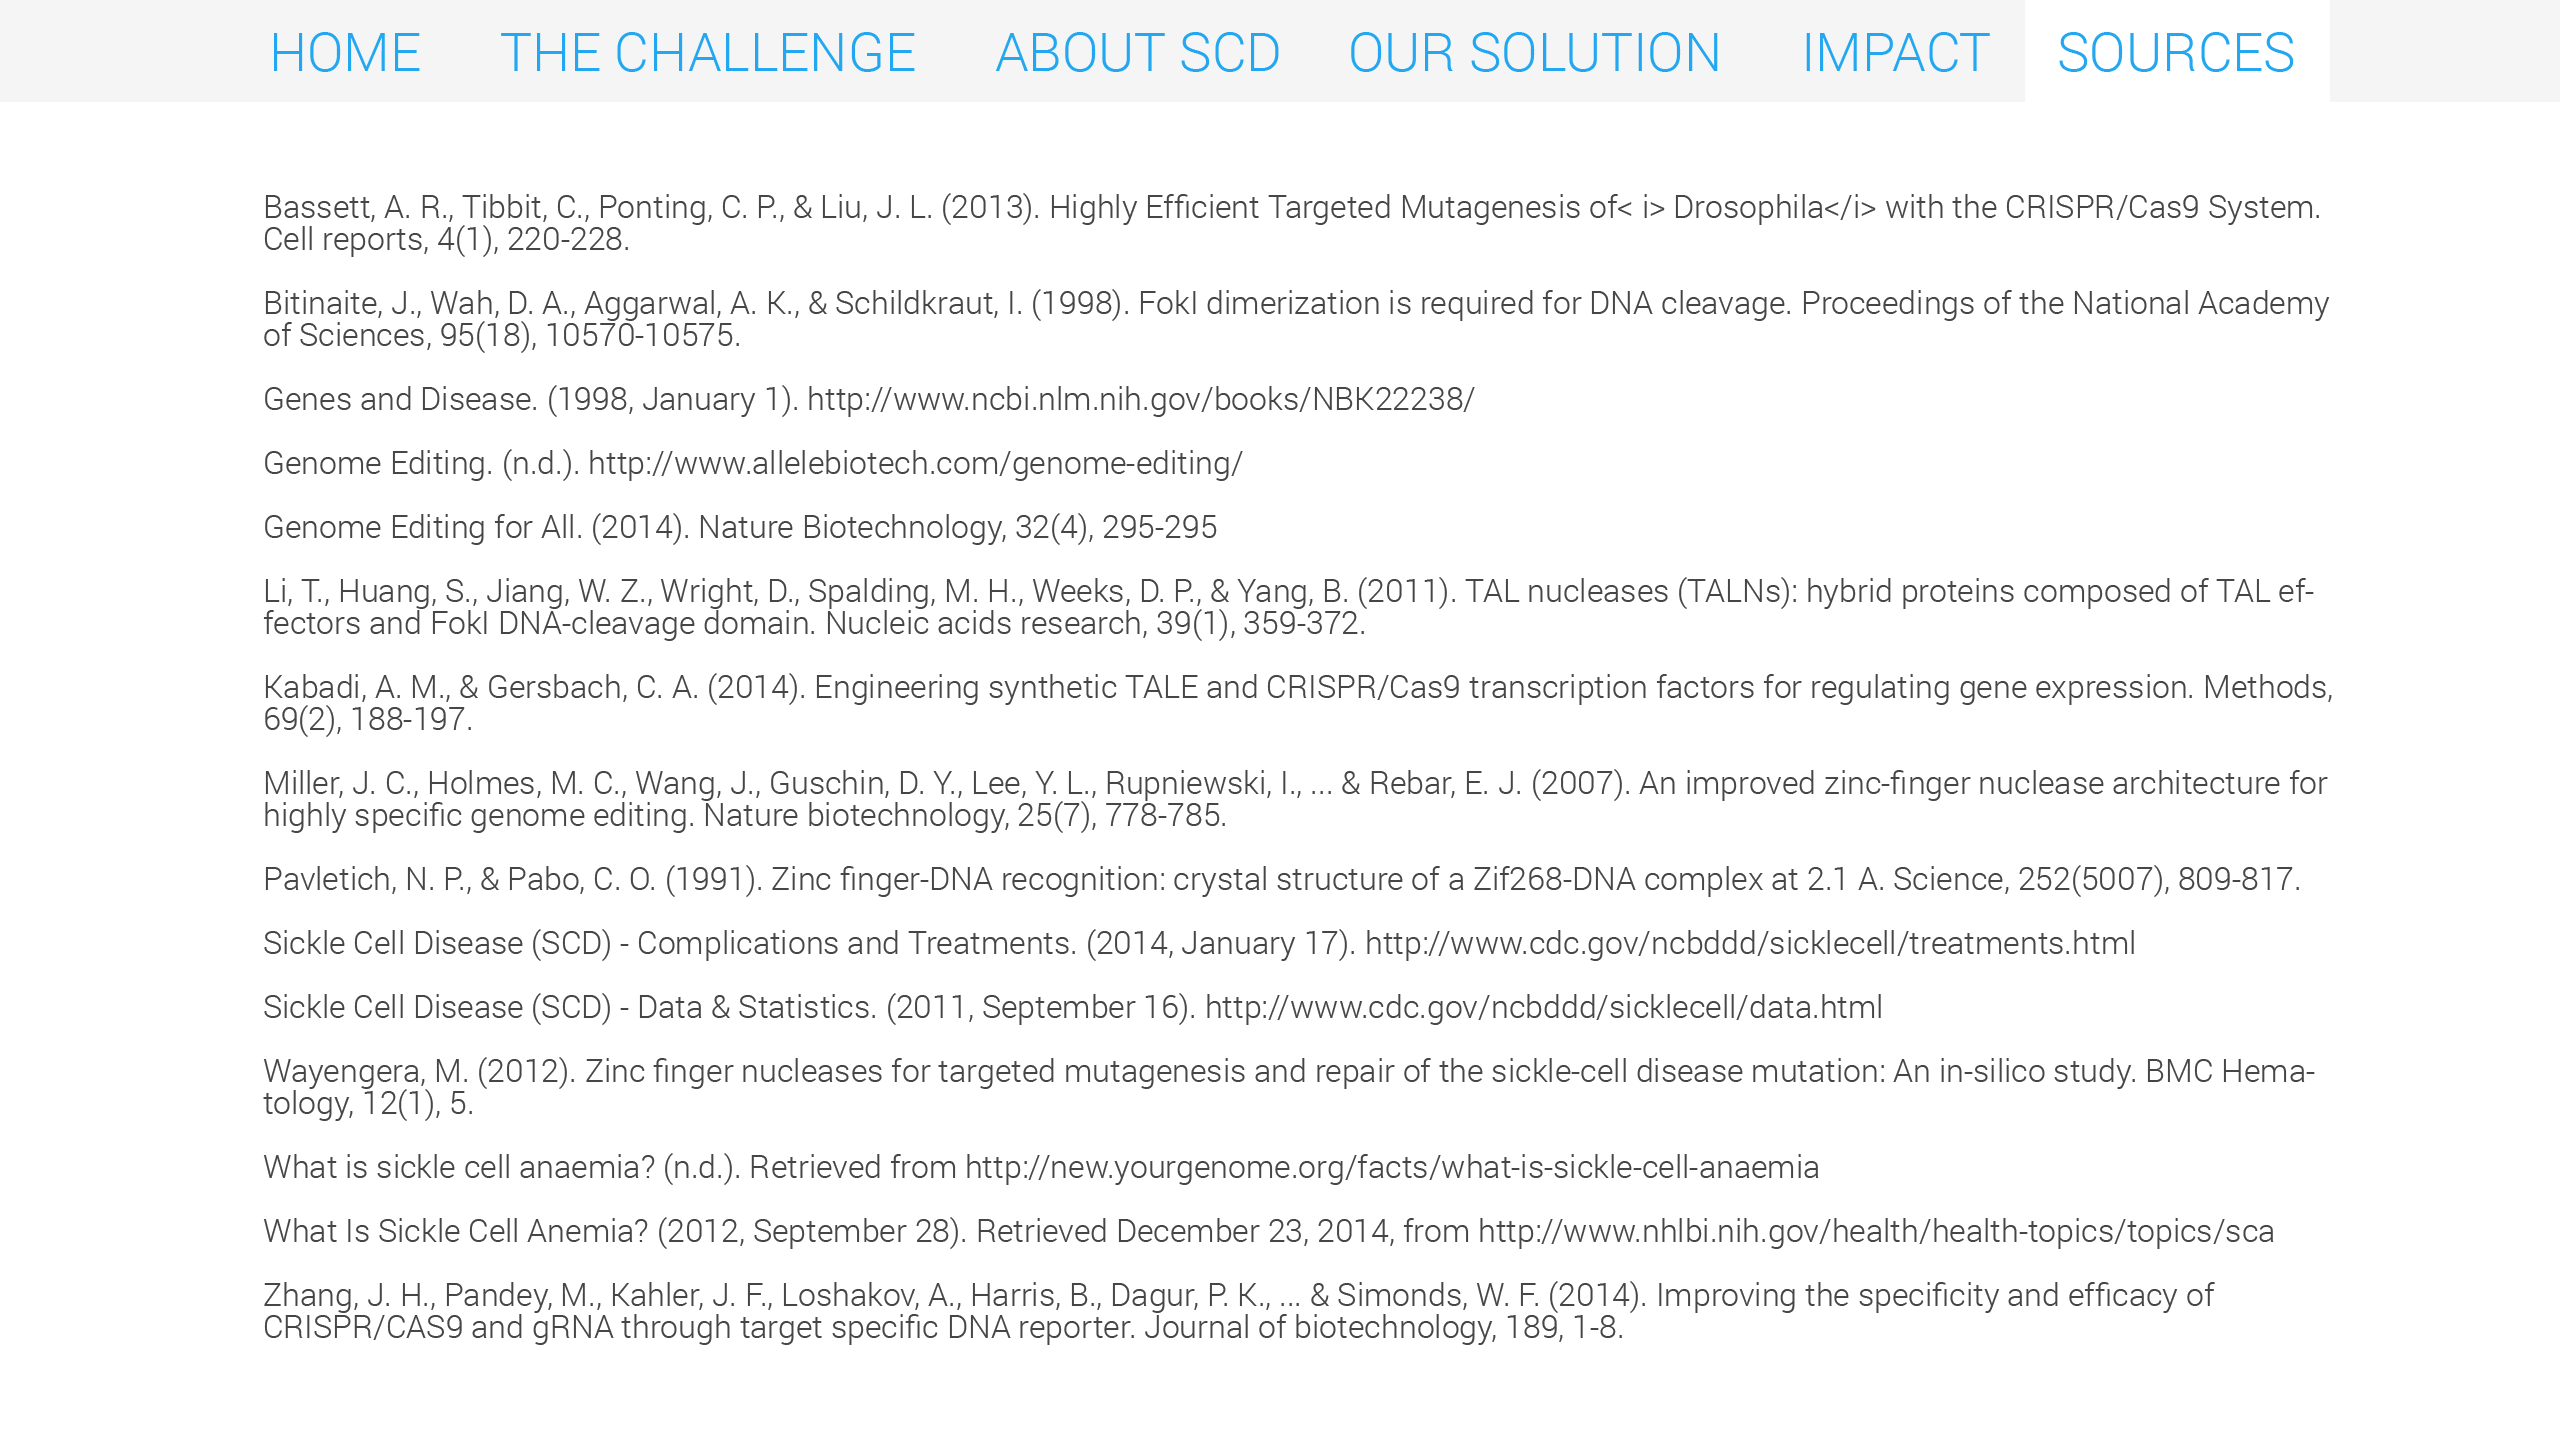 HOME THE CHALLENGE ABOUT SCD OUR SOLUTION IMPACT SOURCES
Bassett, A. R., Tibbit, C., Ponting, C. P., & Liu, J. L. (2013). Highly Efficient Targeted Mutagenesis of< i> Drosophila</i> with the CRISPR/Cas9 System.
Cell reports, 4(1), 220-228.
Bitinaite, J., Wah, D. A., Aggarwal, A. K., & Schildkraut, I. (1998). FokI dimerization is required for DNA cleavage. Proceedings of the National Academy
of Sciences, 95(18), 10570-10575.
Genes and Disease. (1998, January 1). http://www.ncbi.nlm.nih.gov/books/NBK22238/
Genome Editing. (n.d.). http://www.allelebiotech.com/genome-editing/
Genome Editing for All. (2014). Nature Biotechnology, 32(4), 295-295
Li, T., Huang, S., Jiang, W. Z., Wright, D., Spalding, M. H., Weeks, D. P., & Yang, B. (2011). TAL nucleases (TALNs): hybrid proteins composed of TAL ef-
fectors and FokI DNA-cleavage domain. Nucleic acids research, 39(1), 359-372.
Kabadi, A. M., & Gersbach, C. A. (2014). Engineering synthetic TALE and CRISPR/Cas9 transcription factors for regulating gene expression. Methods,
69(2), 188-197.
Miller, J. C., Holmes, M. C., Wang, J., Guschin, D. Y., Lee, Y. L., Rupniewski, I., ... & Rebar, E. J. (2007). An improved zinc-finger nuclease architecture for
highly specific genome editing. Nature biotechnology, 25(7), 778-785.
Pavletich, N. P., & Pabo, C. O. (1991). Zinc finger-DNA recognition: crystal structure of a Zif268-DNA complex at 2.1 A. Science, 252(5007), 809-817.
Sickle Cell Disease (SCD) - Complications and Treatments. (2014, January 17). http://www.cdc.gov/ncbddd/sicklecell/treatments.html
Sickle Cell Disease (SCD) - Data & Statistics. (2011, September 16). http://www.cdc.gov/ncbddd/sicklecell/data.html
Wayengera, M. (2012). Zinc finger nucleases for targeted mutagenesis and repair of the sickle-cell disease mutation: An in-silico study. BMC Hema-
tology, 12(1), 5.
What is sickle cell anaemia? (n.d.). Retrieved from http://new.yourgenome.org/facts/what-is-sickle-cell-anaemia
What Is Sickle Cell Anemia? (2012, September 28). Retrieved December 23, 2014, from http://www.nhlbi.nih.gov/health/health-topics/topics/sca
Zhang, J. H., Pandey, M., Kahler, J. F., Loshakov, A., Harris, B., Dagur, P. K., ... & Simonds, W. F. (2014). Improving the specificity and efficacy of
CRISPR/CAS9 and gRNA through target specific DNA reporter. Journal of biotechnology, 189, 1-8.